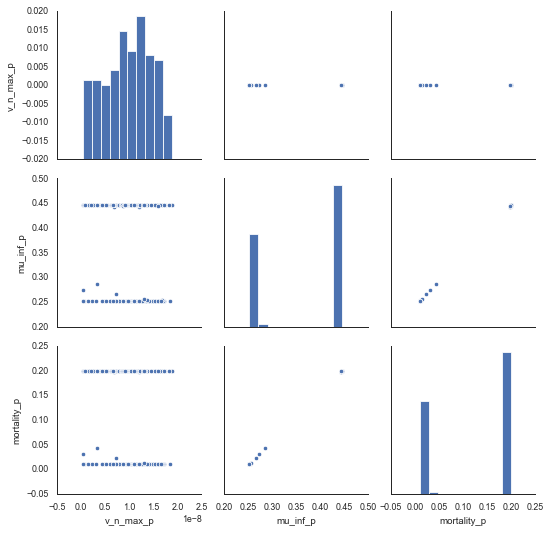 0.020
0.015
0.010
0.005
0.000
-0.005
-0.010
-0.015
-0.020
v_n_max_p
0.50
0.45
0.40
0.35
0.30
0.25
0.20
mu_inf_p
0.25
0.20
0.15
0.10
0.05
0.00
-0.05
mortality_p
-0.5 0.0 0.5 1.0 1.5 2.0 2.5
1e-8
v_n_max_p
0.20 0.25 0.30 0.35 0.40 0.45 0.50
mu_inf_p
-0.05 0.00 0.05 0.10 0.15 0.20 0.25
mortality_p